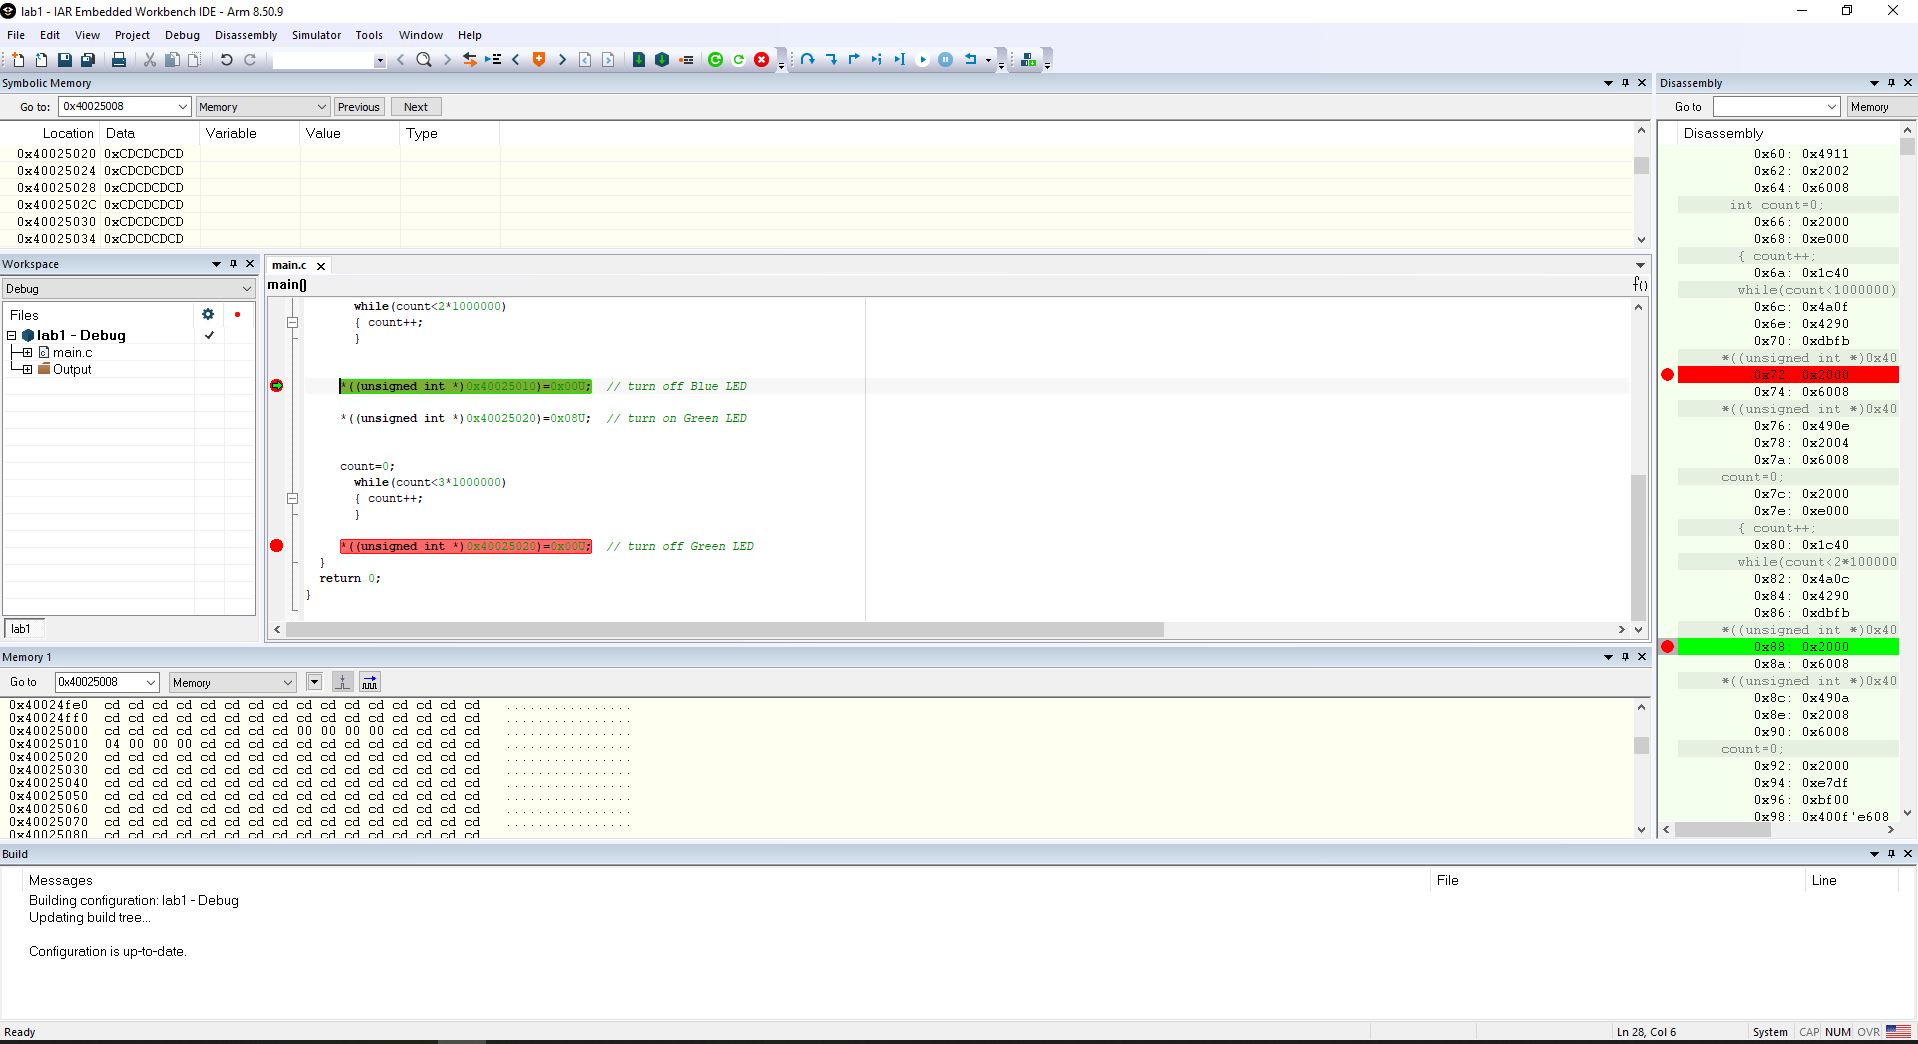 lab1 - IAR Embedded Workbench IDE - Arm 8.50.9
File Edit View Project Debug Disassembly Simulator Tools Window Help
Symbolic Memory
Go to: 0x40025008 Memory Previous Next
Location Data Variable Value Type
0x40025020 0xCDCDCDCD
0x40025024 0xCDCDCDCD
0x40025028 0xCDCDCDCD
0x4002502C 0xCDCDCDCD
0x40025030 0xCDCDCDCD
0x40025034 0xCDCDCDCD
Workspace
Debug
Files
lab1 - Debug
main.c
Output
lab1
main.c
main()
f()
while(count<2*1000000)
{ count++;
}
*((unsigned int *)0x40025010)=0x00U; // turn off Blue LED
*((unsigned int *)0x40025020)=0x08U; // turn on Green LED
count=0;
while(count<3*1000000)
{ count++;
}
*((unsigned int *)0x40025020)=0x00U; // turn off Green LED
}
return 0;
}
Memory 1
Go to 0x40025008 Memory
0x40024fe0 cd cd cd cd cd cd cd cd cd cd cd cd cd cd cd cd ................
0x40024ff0 cd cd cd cd cd cd cd cd cd cd cd cd cd cd cd cd ................
0x40025000 cd cd cd cd cd cd cd cd 00 00 00 00 cd cd cd cd ................
0x40025010 04 00 00 00 cd cd cd cd cd cd cd cd cd cd cd cd ................
0x40025020 cd cd cd cd cd cd cd cd cd cd cd cd cd cd cd cd ................
0x40025030 cd cd cd cd cd cd cd cd cd cd cd cd cd cd cd cd ................
0x40025040 cd cd cd cd cd cd cd cd cd cd cd cd cd cd cd cd ................
0x40025050 cd cd cd cd cd cd cd cd cd cd cd cd cd cd cd cd ................
0x40025060 cd cd cd cd cd cd cd cd cd cd cd cd cd cd cd cd ................
0x40025070 cd cd cd cd cd cd cd cd cd cd cd cd cd cd cd cd ................
0x40025080 cd cd cd cd cd cd cd cd cd cd cd cd cd cd cd cd
Disassembly
Go to Memory
Disassembly
0x60: 0x4911
0x62: 0x2002
0x64: 0x6008
int count=0;
0x66: 0x2000
0x68: 0xe000
{ count++;
0x6a: 0x1c40
while(count<1000000)
0x6c: 0x4a0f
0x6e: 0x4290
0x70: 0xdbfb
*((unsigned int *)0x40
0x72: 0x2000
0x74: 0x6008
*((unsigned int *)0x40
0x76: 0x490e
0x78: 0x2004
0x7a: 0x6008
count=0;
0x7c: 0x2000
0x7e: 0xe000
{ count++;
0x80: 0x1c40
while(count<2*100000
0x82: 0x4a0c
0x84: 0x4290
0x86: 0xdbfb
*((unsigned int *)0x40
0x88: 0x2000
0x8a: 0x6008
*((unsigned int *)0x40
0x8c: 0x490a
0x8e: 0x2008
0x90: 0x6008
count=0;
0x92: 0x2000
0x94: 0xe7df
0x96: 0xbf00
0x98: 0x400f'e608
Build
Messages File Line
Building configuration: lab1 - Debug
Updating build tree...
Configuration is up-to-date.
Ready Ln 28, Col 6 System CAP NUM OVR